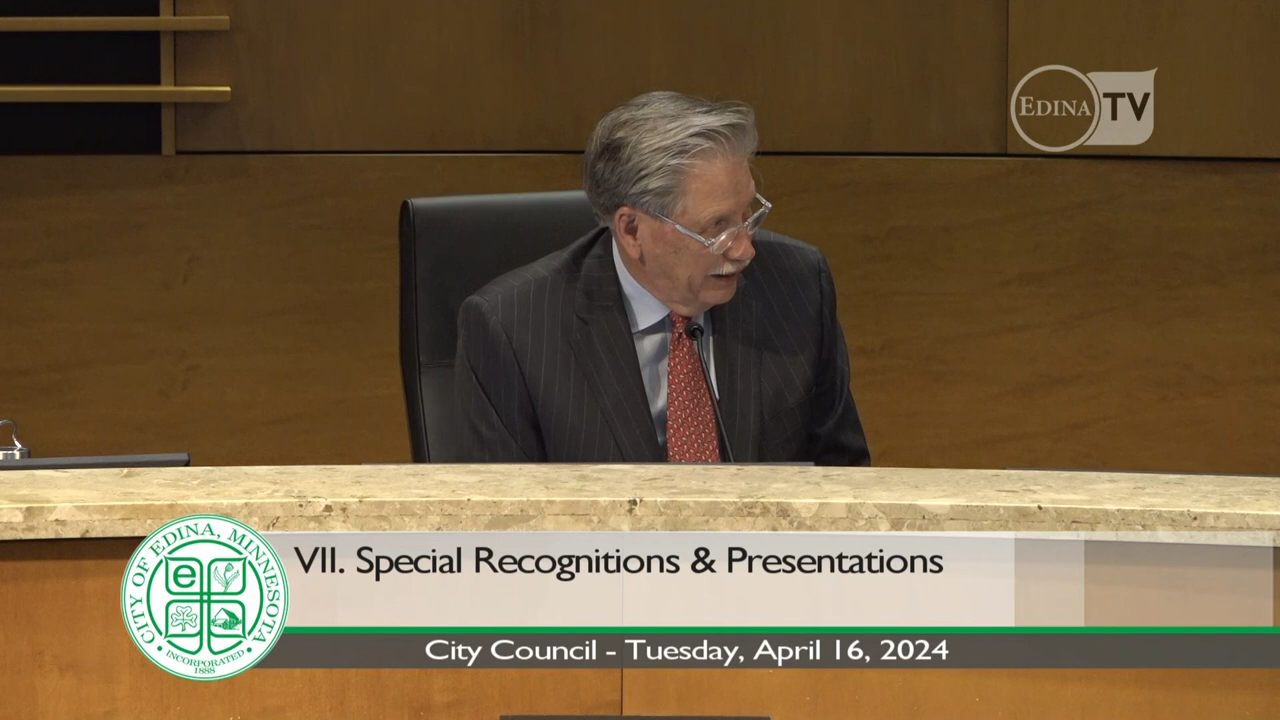 EDINA TV
VII. Special Recognitions & Presentations
City Council - Tuesday, April 16, 2024
CITY OF EDINA, MINNESOTA
e
INCORPORATED
1888